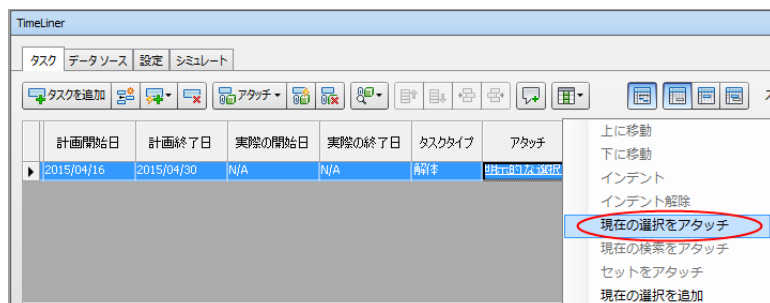 TimeLiner
タスク データ ソース 設定 シミュレート
タスクを追加 アタッチ
計画開始日 計画終了日 実際の開始日 実際の終了日 タスクタイプ アタッチ
2015/04/16 2015/04/30 N/A N/A 解体 明示的な選択
上に移動
下に移動
インデント
インデント解除
現在の選択をアタッチ
現在の検索をアタッチ
セットをアタッチ
現在の選択を追加